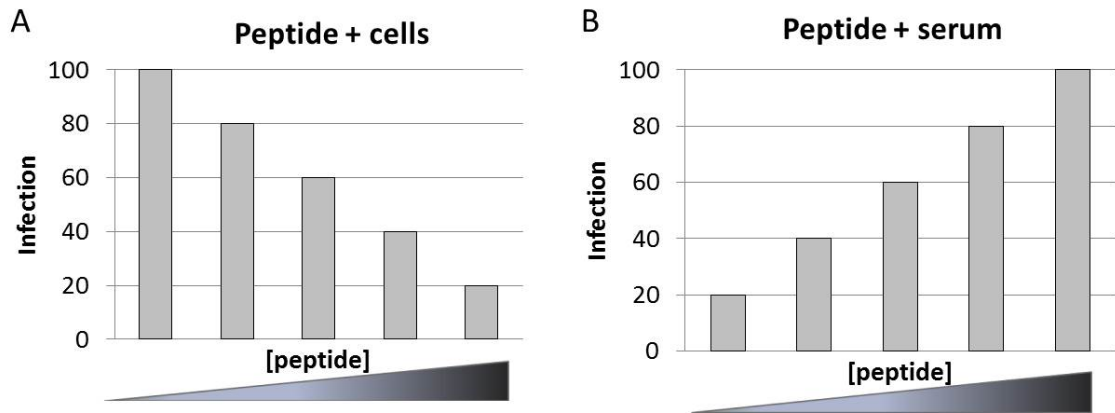 A
Peptide + cells
Infection
100
80
60
40
20
0
[peptide]
B
Peptide + serum
Infection
100
80
60
40
20
0
[peptide]